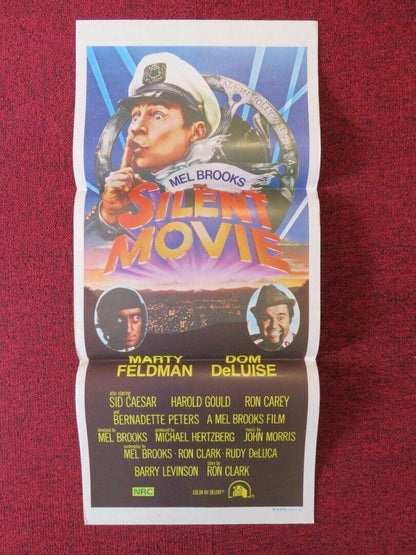 MEL BROOKS
SILENT
MOVIE
MARTY DOM
FELDMAN DeLUISE
also starring
SID CAESAR HAROLD GOULD RON CAREY
and
BERNADETTE PETERS A MEL BROOKS FILM
directed by produced by music by
MEL BROOKS MICHAEL HERTZBERG JOHN MORRIS
screenplay by
MEL BROOKS · RON CLARK · RUDY DeLUCA
story by
BARRY LEVINSON RON CLARK
NRC COLOR BY DELUXE